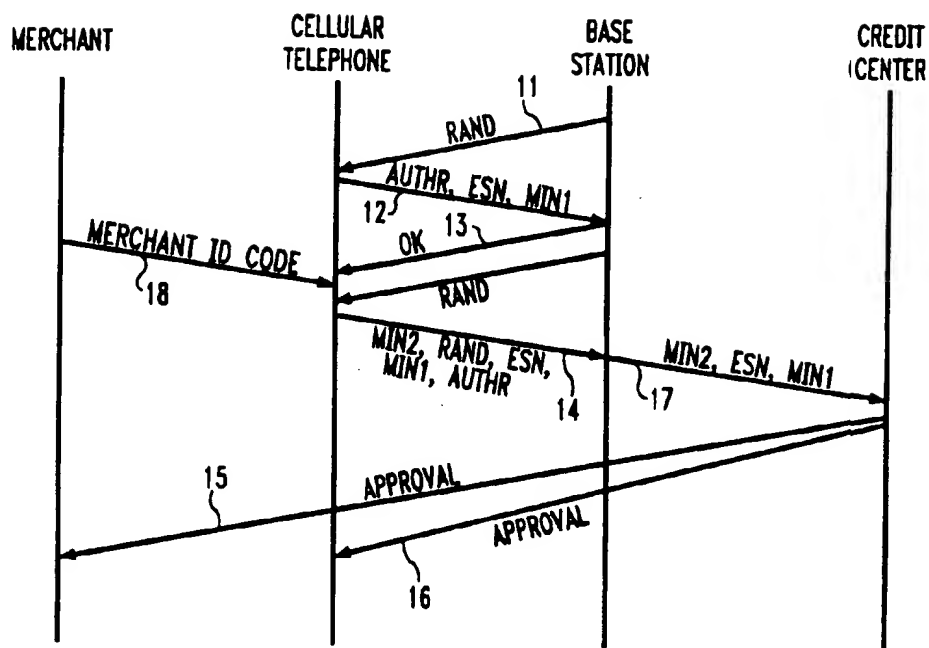 MERCHANT
CELLULAR
TELEPHONE
BASE
STATION
CREDIT
CENTER
11
RAND
AUTHR, ESN, MIN1
12
13
OK
MERCHANT ID CODE
18
RAND
MIN2, RAND, ESN,
MIN1, AUTHR
14
MIN2, ESN, MIN1
17
15
APPROVAL
APPROVAL
16